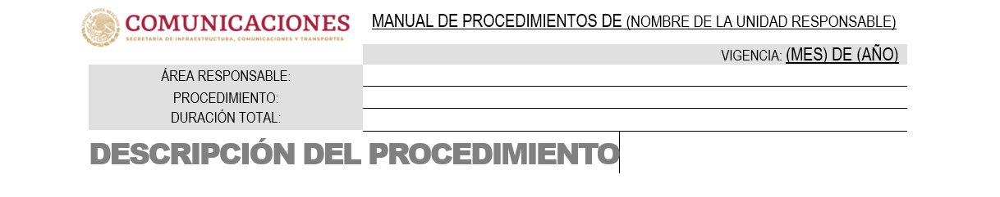 COMUNICACIONES
SECRETARÍA DE INFRAESTRUCTURA, COMUNICACIONES Y TRANSPORTES
MANUAL DE PROCEDIMIENTOS DE (NOMBRE DE LA UNIDAD RESPONSABLE)
VIGENCIA: (MES) DE (AÑO)
ÁREA RESPONSABLE:
PROCEDIMIENTO:
DURACIÓN TOTAL:
DESCRIPCIÓN DEL PROCEDIMIENTO